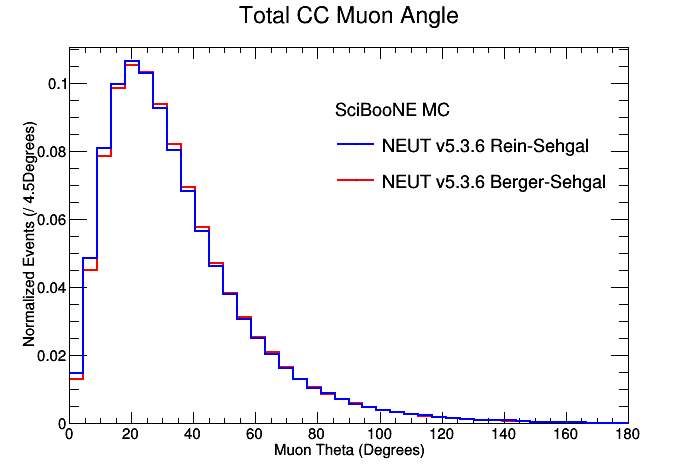 Total CC Muon Angle
SciBooNE MC
NEUT v5.3.6 Rein-Sehgal
NEUT v5.3.6 Berger-Sehgal
Normalized Events (/ 4.5Degrees)
0.1
0.08
0.06
0.04
0.02
0
0 20 40 60 80 100 120 140 160 180
Muon Theta (Degrees)